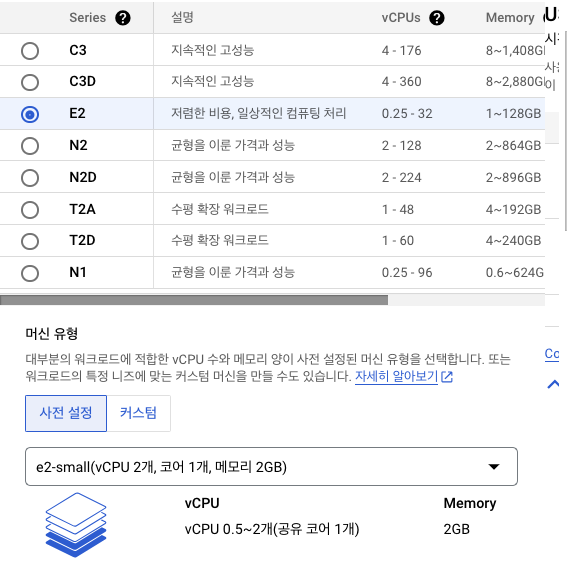 Series ? 설명 vCPUs ? Memory
C3 지속적인 고성능 4 - 176
C3D 지속적인 고성능 4 - 360
E2 저렴한 비용, 일상적인 컴퓨팅 처리 0.25 - 32 1~128GB
N2 균형을 이룬 가격과 성능 2 - 128 2~864GB
N2D 균형을 이룬 가격과 성능 2 - 224 2~896GB
T2A 수평 확장 워크로드 1 - 48 4~192GB
T2D 수평 확장 워크로드 1 - 60 4~240GB
N1 균형을 이룬 가격과 성능 0.25 - 96 0.6~624G
머신 유형
대부분의 워크로드에 적합한 vCPU 수와 메모리 양이 사전 설정된 머신 유형을 선택합니다. 또는
워크로드의 특정 니즈에 맞는 커스텀 머신을 만들 수도 있습니다. 자세히 알아보기
사전 설정 커스텀
e2-small(vCPU 2개, 코어 1개, 메모리 2GB)
vCPU Memory
vCPU 0.5~2개(공유 코어 1개) 2GB
Co